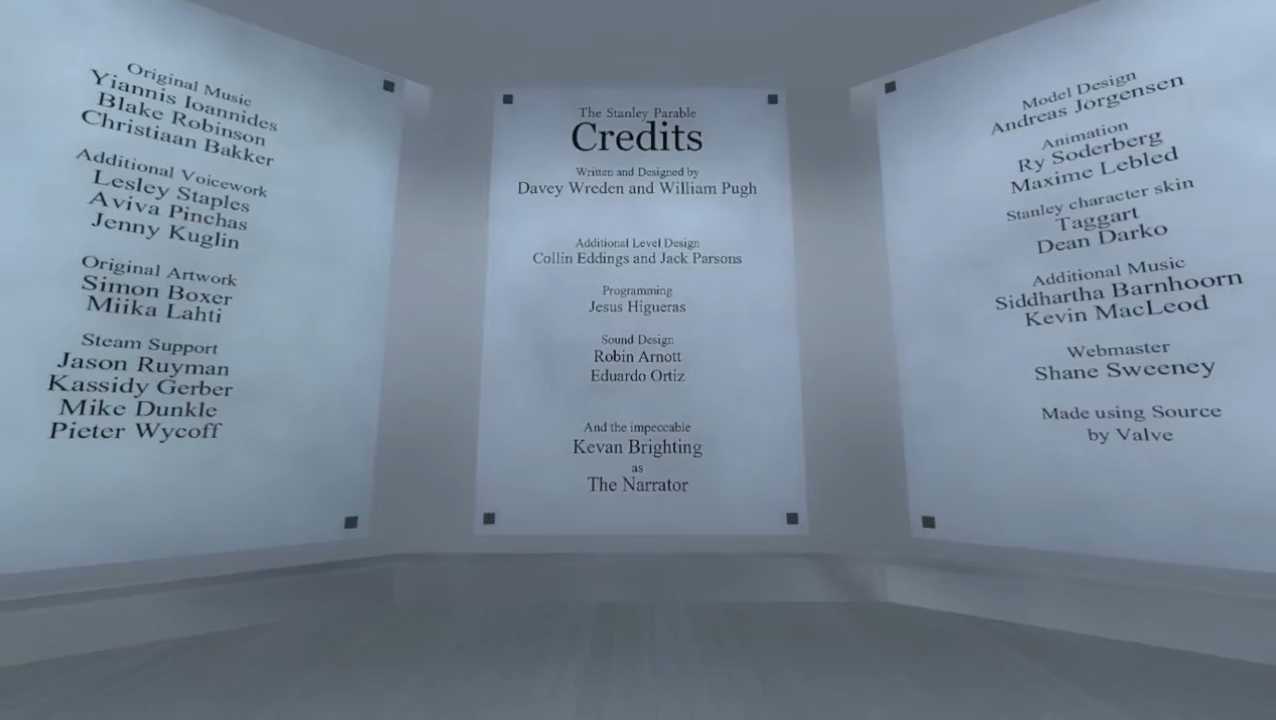 Original Music
Yiannis Ioannides
Blake Robinson
Christiaan Bakker
Additional Voicework
Lesley Staples
Aviva Pinchas
Jenny Kuglin
Original Artwork
Simon Boxer
Miika Lahti
Steam Support
Jason Ruyman
Kassidy Gerber
Mike Dunkle
Pieter Wycoff
The Stanley Parable
Credits
Written and Designed by
Davey Wreden and William Pugh
Additional Level Design
Collin Eddings and Jack Parsons
Programming
Jesus Higueras
Sound Design
Robin Arnott
Eduardo Ortiz
And the impeccable
Kevan Brighting
as
The Narrator
Model Design
Andreas Jörgensen
Animation
Ry Soderberg
Maxime Lebled
Stanley character skin
Taggart
Dean Darko
Additional Music
Siddhartha Barnhoorn
Kevin MacLeod
Webmaster
Shane Sweeney
Made using Source
by Valve